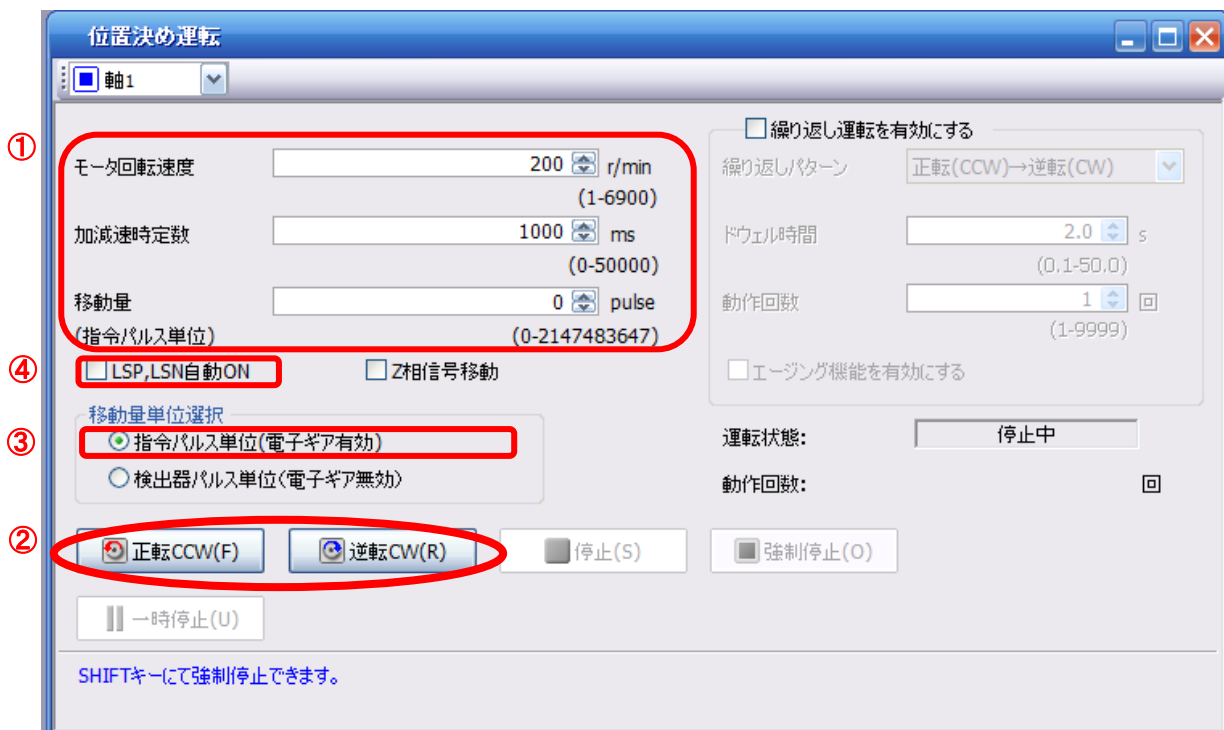 位置決め運転
軸1
①
モータ回転速度 200 r/min
(1-6900)
加減速時定数 1000 ms
(0-50000)
移動量 0 pulse
(指令パルス単位) (0-2147483647)
④
LSP,LSN自動ON Z相信号移動
移動量単位選択
③
指令パルス単位(電子ギア有効)
検出器パルス単位(電子ギア無効)
繰り返し運転を有効にする
繰り返しパターン 正転(CCW)→逆転(CW)
ドウェル時間 2.0 s
(0.1-50.0)
動作回数 1 回
(1-9999)
エージング機能を有効にする
運転状態: 停止中
動作回数: 回
②
正転CCW(F) 逆転CW(R) 停止(S) 強制停止(O)
一時停止(U)
SHIFTキーにて強制停止できます。